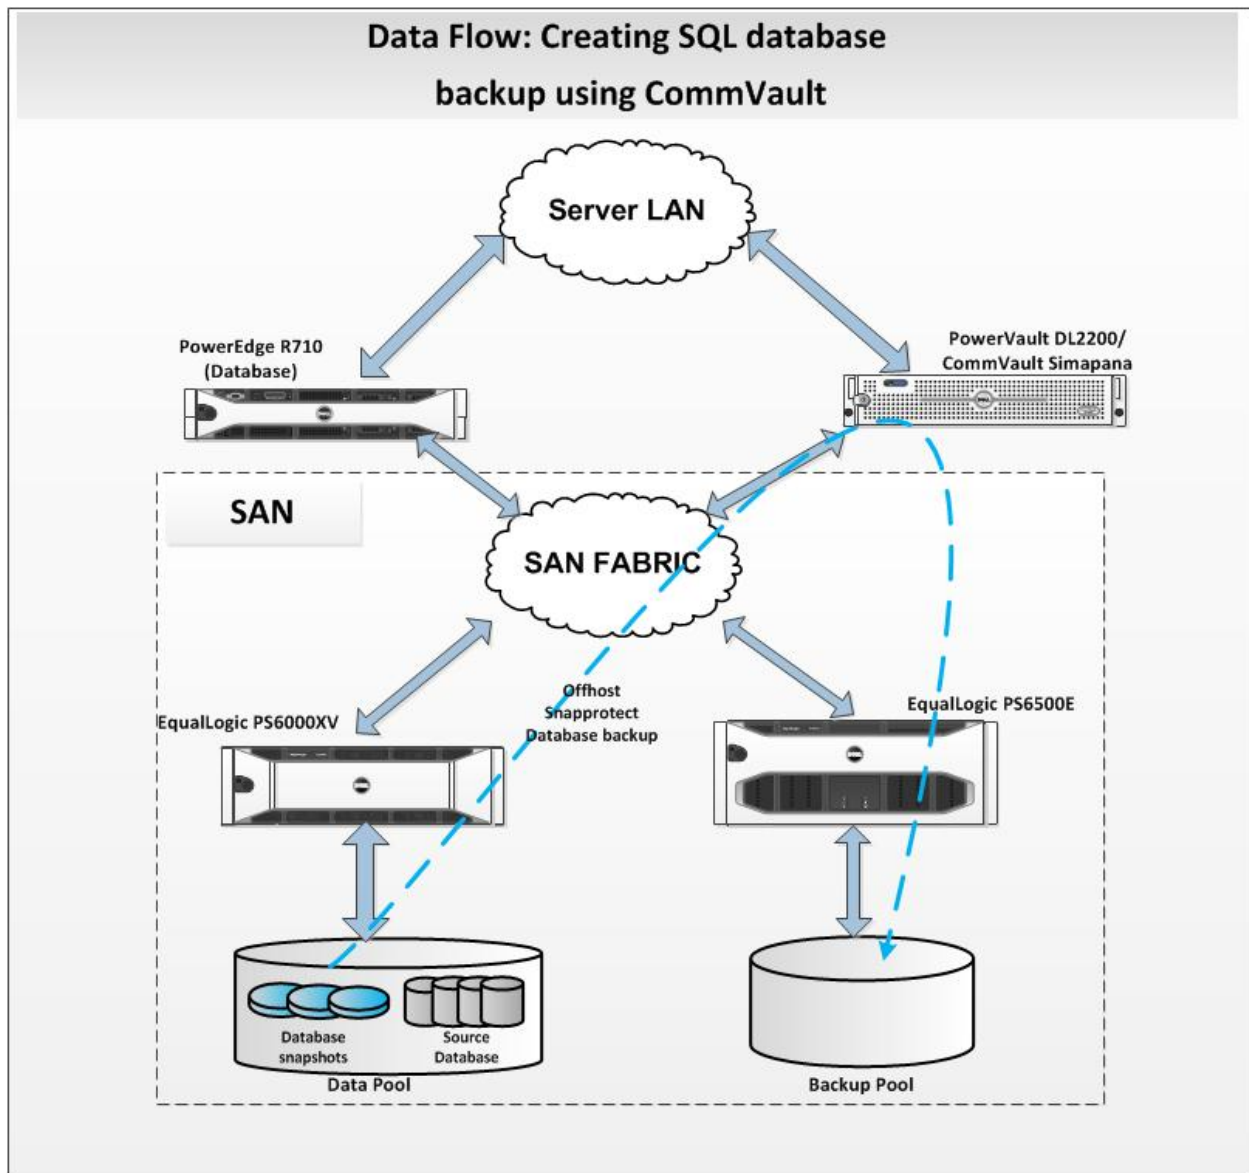 Data Flow: Creating SQL database
backup using CommVault
Server LAN
PowerEdge R710
(Database)
PowerVault DL2200/
CommVault Simapana
SAN
SAN FABRIC
Offhost
Snapprotect
Database backup
EqualLogic PS6000XV
EqualLogic PS6500E
Database
snapshots
Source
Database
Data Pool
Backup Pool